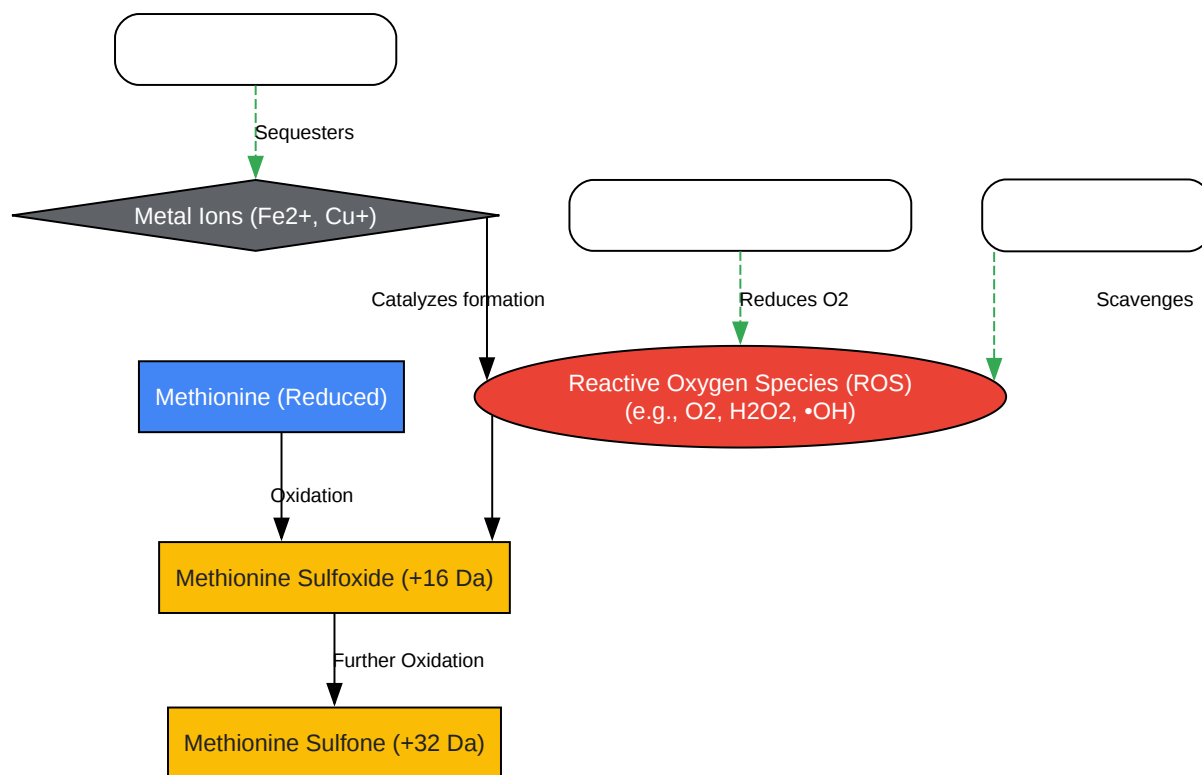 Sequesters
Metal Ions (Fe2+, Cu+)
Catalyzes formation
Reduces O2
Scavenges
Methionine (Reduced)
Reactive Oxygen Species (ROS)
(e.g., O2, H2O2, •OH)
Oxidation
Methionine Sulfoxide (+16 Da)
Further Oxidation
Methionine Sulfone (+32 Da)